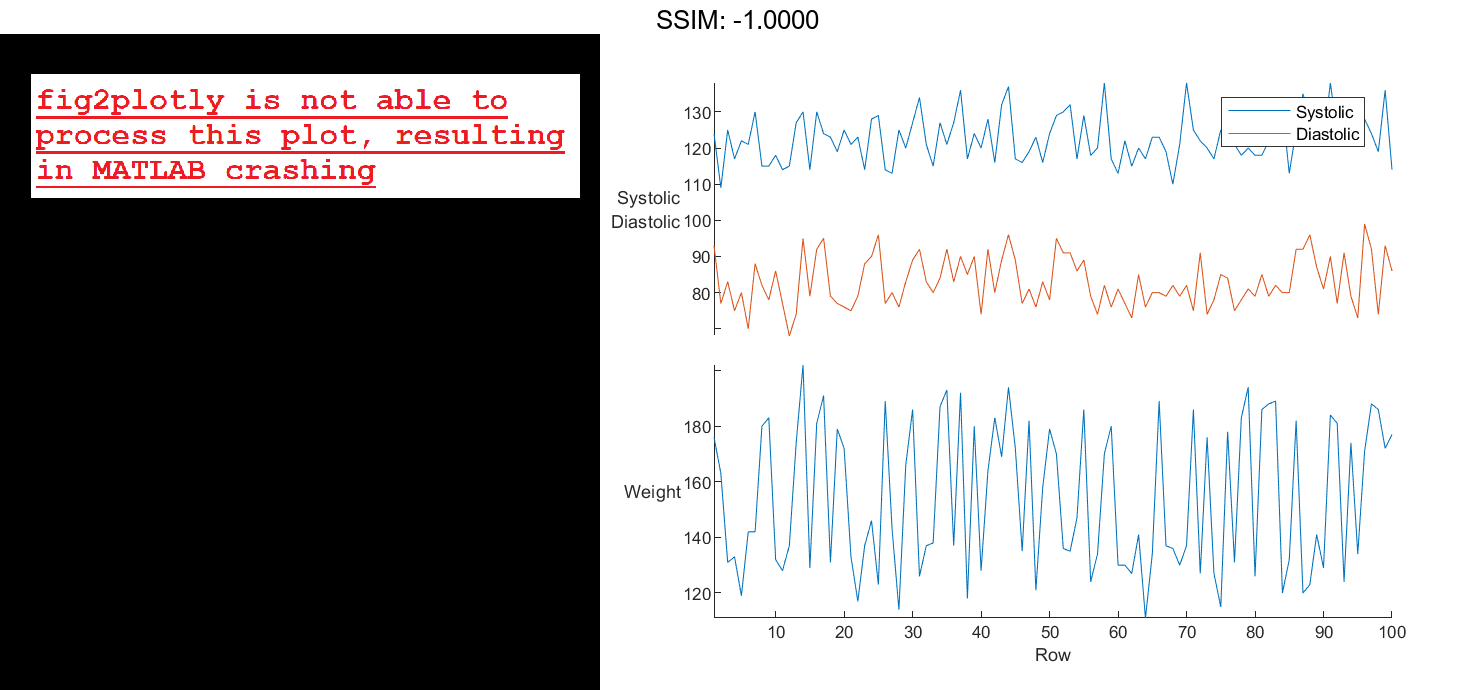 SSIM: -1.0000
fig2plotly is not able to
process this plot, resulting
in MATLAB crashing
Systolic
Diastolic
130
120
110
100
90
80
Systolic
Diastolic
180
160
140
120
Weight
10 20 30 40 50 60 70 80 90 100
Row